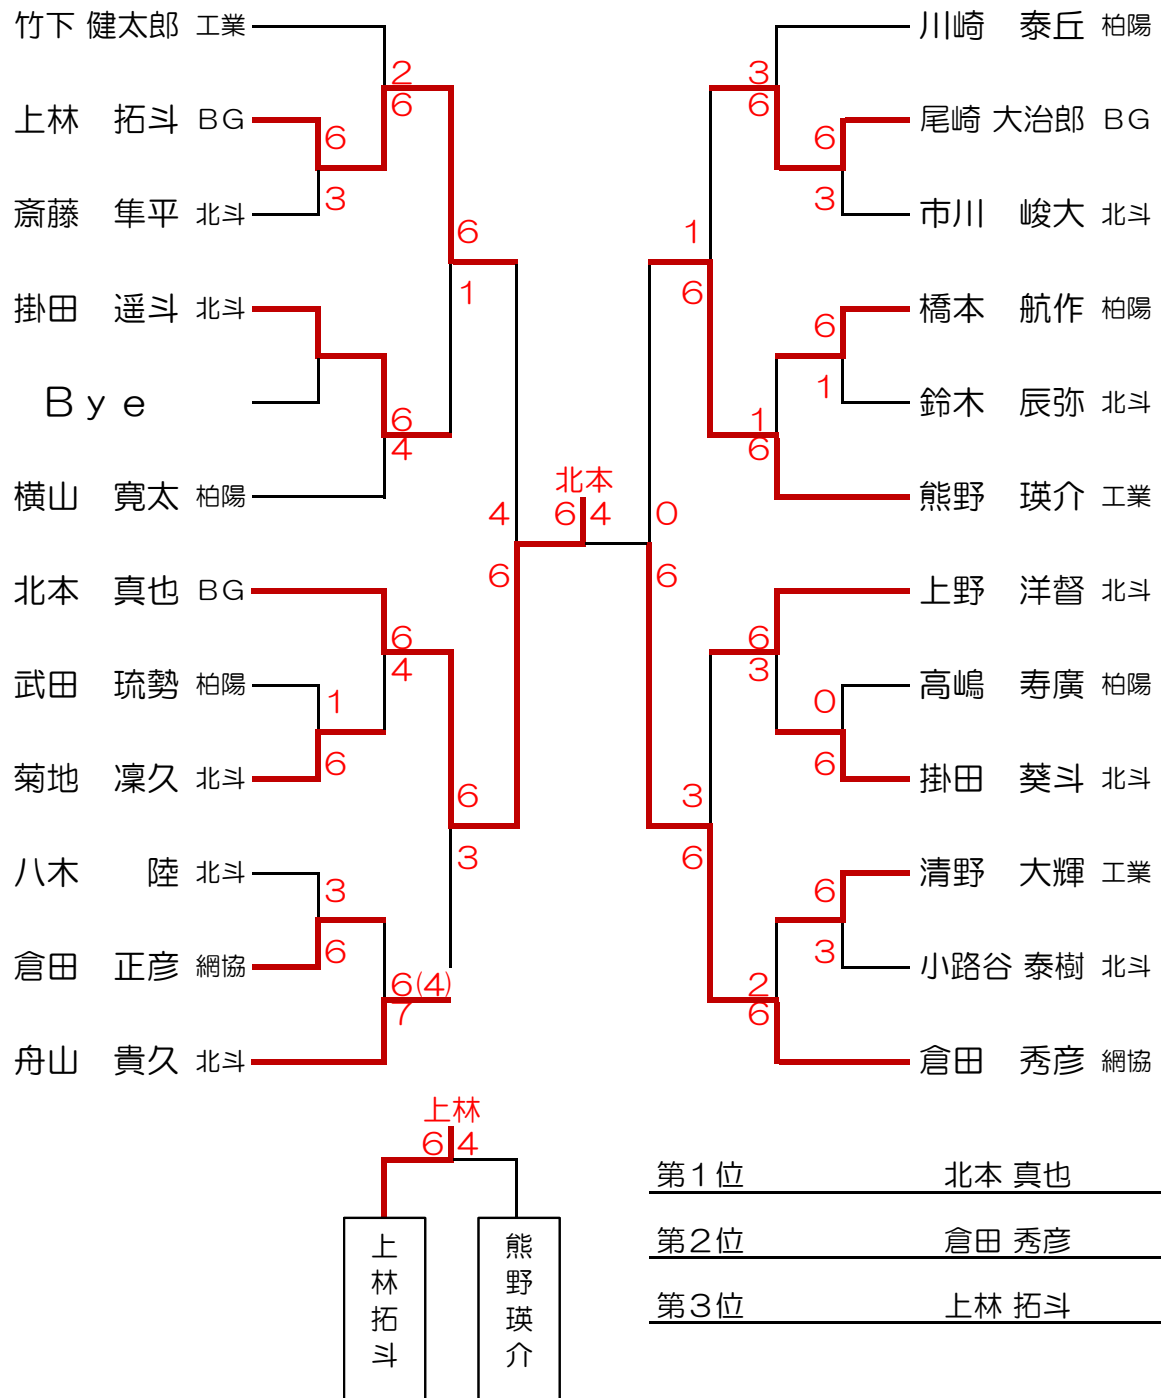 竹下 健太郎 工業
上林 拓斗 BG
斎藤 隼平 北斗
掛田 遥斗 北斗
Bye
横山 寛太 柏陽
北本 真也 BG
武田 琉勢 柏陽
菊地 凜久 北斗
八木 陸 北斗
倉田 正彦 網協
舟山 貴久 北斗
2
6
6
3
6
1
6
4
4
6
6
4
1
6
6
3
3
6
6(4)
7
北本
6 4
川崎 泰丘 柏陽
尾崎 大治郎 BG
市川 峻大 北斗
橋本 航作 柏陽
鈴木 辰弥 北斗
熊野 瑛介 工業
上野 洋督 北斗
高嶋 寿廣 柏陽
掛田 葵斗 北斗
清野 大輝 工業
小路谷 泰樹 北斗
倉田 秀彦 網協
3
6
6
3
1
6
6
1
1
6
0
6
6
3
0
6
3
6
6
3
2
6
上林
6 4
上林拓斗
熊野瑛介
第1位 北本 真也
第2位 倉田 秀彦
第3位 上林 拓斗